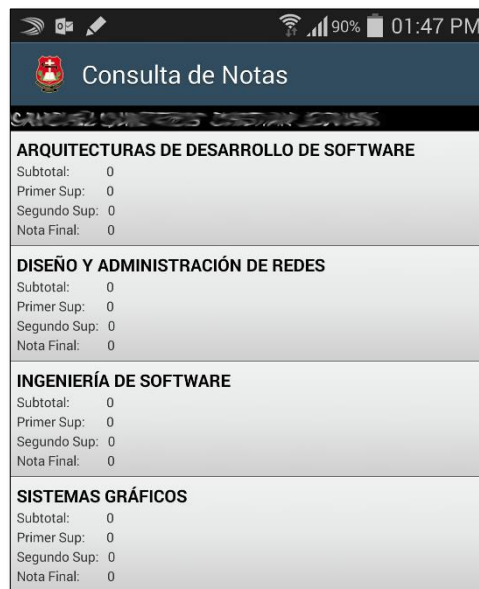 90% 01:47 PM
Consulta de Notas
ARQUITECTURAS DE DESARROLLO DE SOFTWARE
Subtotal: 0
Primer Sup: 0
Segundo Sup: 0
Nota Final: 0
DISEÑO Y ADMINISTRACIÓN DE REDES
Subtotal: 0
Primer Sup: 0
Segundo Sup: 0
Nota Final: 0
INGENIERÍA DE SOFTWARE
Subtotal: 0
Primer Sup: 0
Segundo Sup: 0
Nota Final: 0
SISTEMAS GRÁFICOS
Subtotal: 0
Primer Sup: 0
Segundo Sup: 0
Nota Final: 0